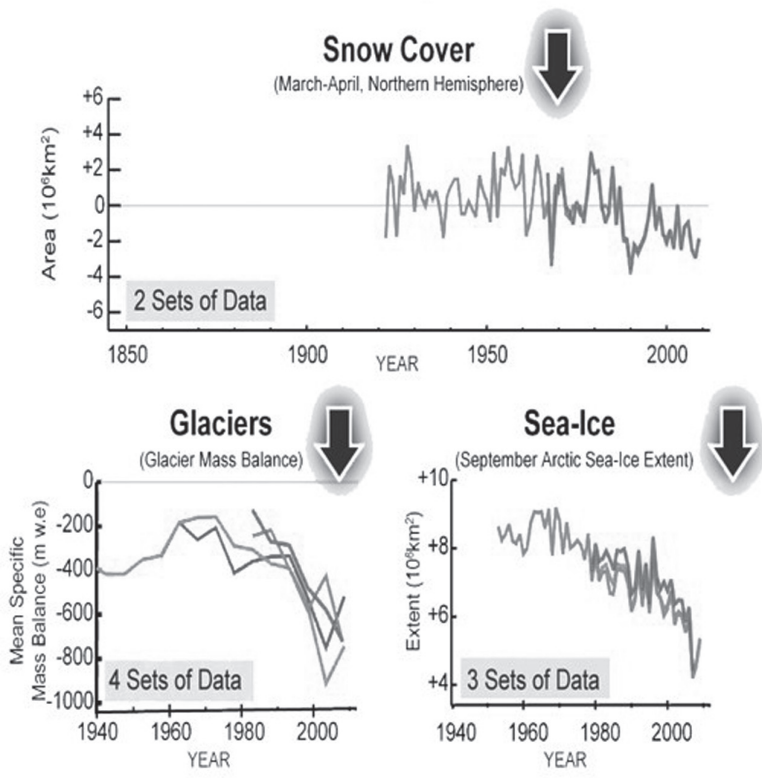 Snow Cover
(March-April, Northern Hemisphere)
Area (10⁶km²)
+6
+4
+2
0
-2
-4
-6
2 Sets of Data
1850
1900
1950
2000
YEAR
Glaciers
(Glacier Mass Balance)
Mean Specific
Mass Balance (m w.e)
0
-200
-400
-600
-800
-1000
4 Sets of Data
1940
1960
1980
2000
YEAR
Sea-Ice
(September Arctic Sea-Ice Extent)
Extent (10⁶km²)
+10
+8
+6
+4
3 Sets of Data
1940
1960
1980
2000
YEAR